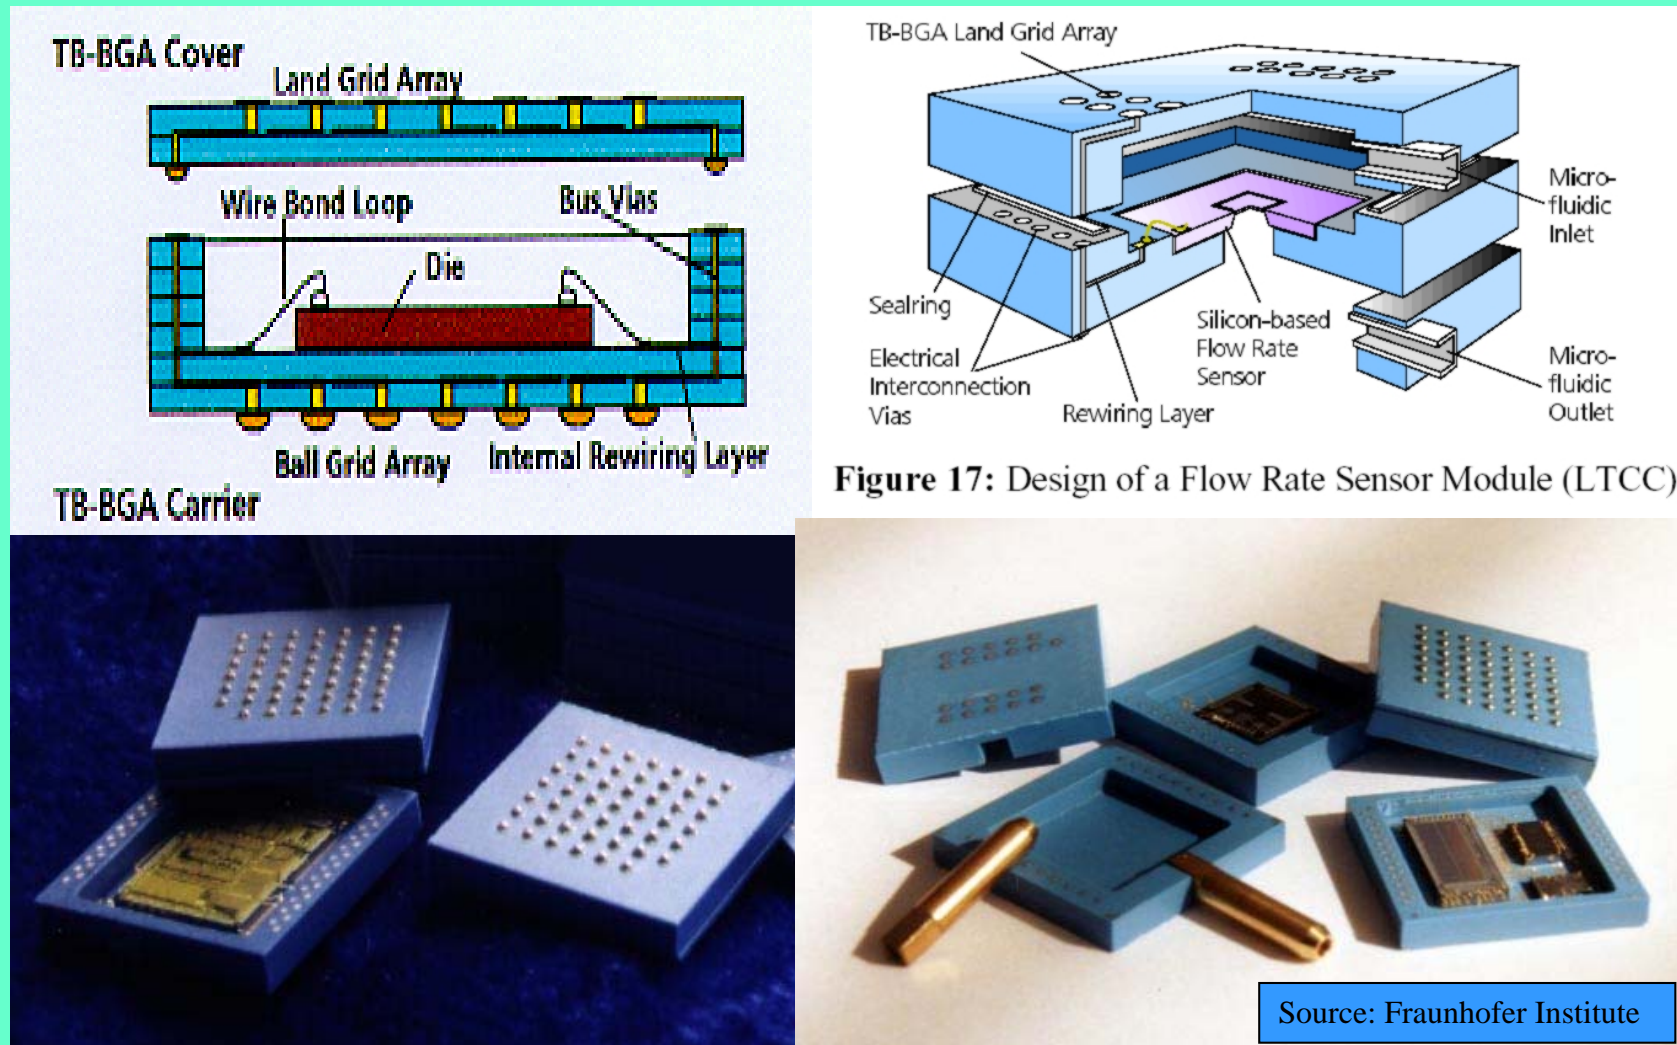 TB-BGA Cover
Land Grid Array
Wire Bond Loop
Bus Vias
Die
Ball Grid Array
Internal Rewiring Layer
TB-BGA Carrier
TB-BGA Land Grid Array
Micro-
fluidic
Inlet
Sealring
Silicon-based
Flow Rate
Sensor
Electrical
Interconnection
Vias
Rewiring Layer
Micro-
fluidic
Outlet
Figure 17: Design of a Flow Rate Sensor Module (LTCC)
Source: Fraunhofer Institute